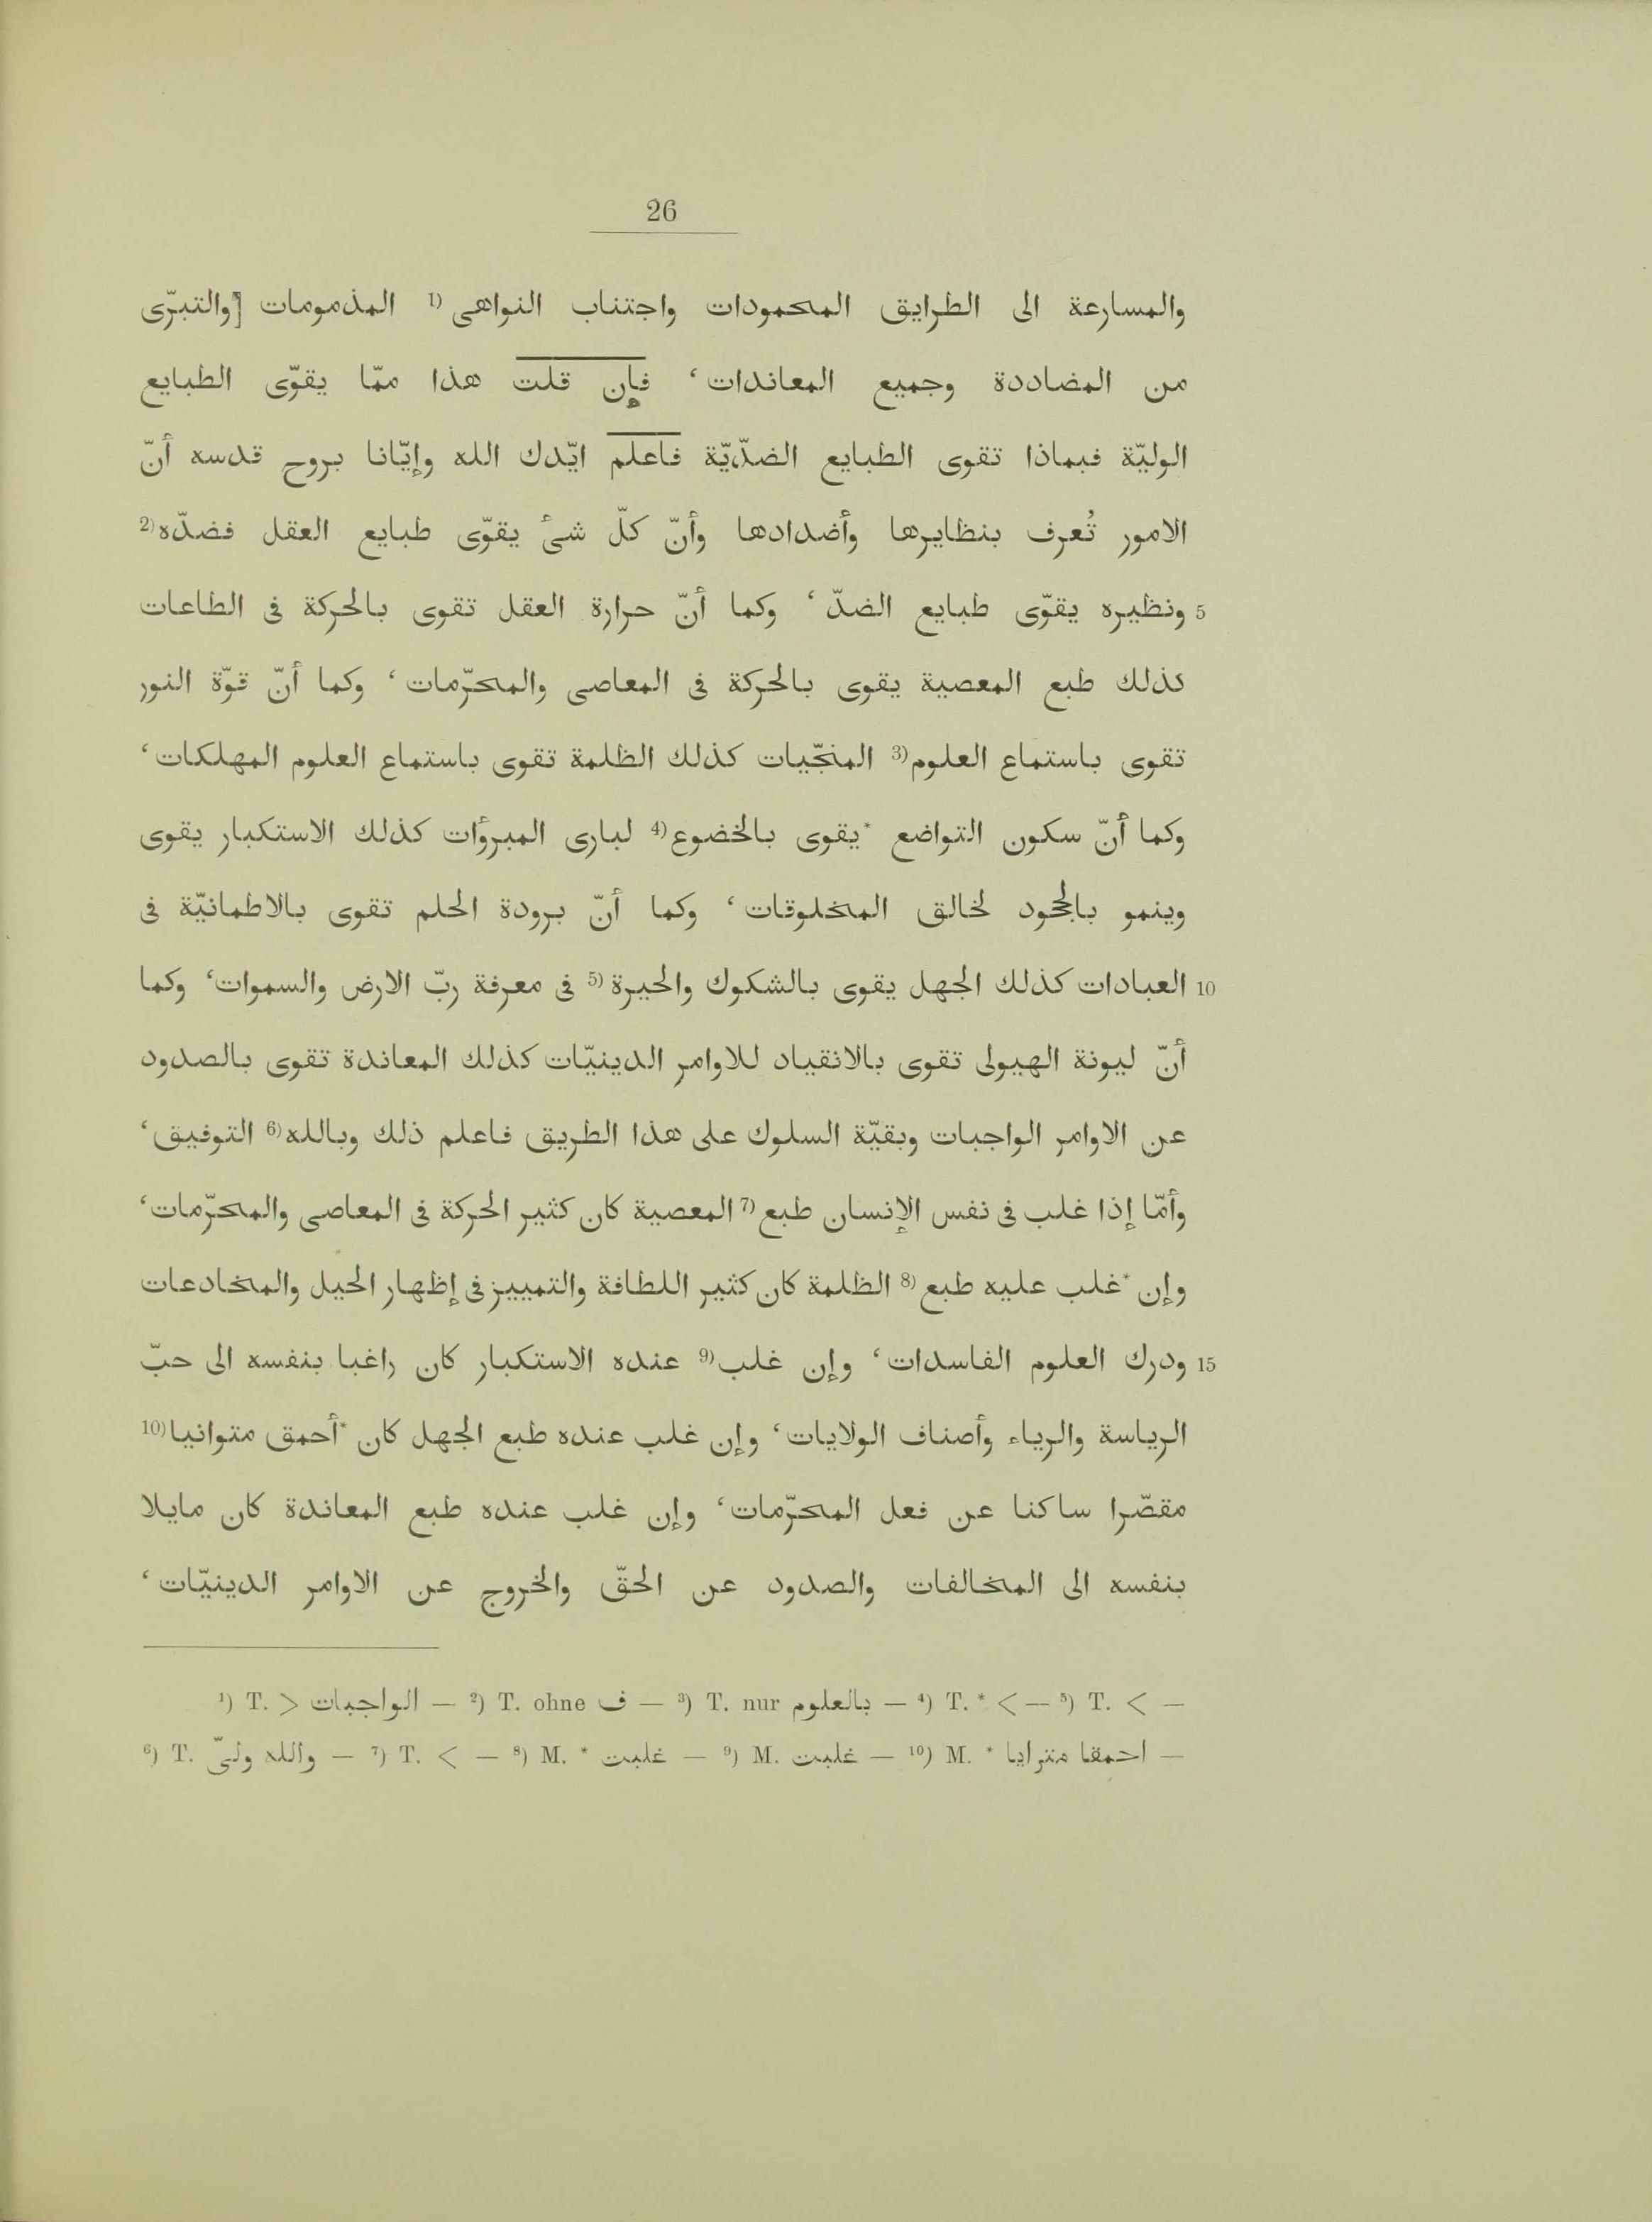 26
والمسارعة الى الطرايق المحمودات واجتناب النواهى (1 المذمومات [والتبرّى
من المضاددة وجميع المعاندات، فإن قلت هذا ممّا يقوّى الطبايع
الوليّة فبماذا تقوى الطبايع الضدّيّة فاعلم ايّدك الله وإيّانا بروح قدسه أنّ
الامور تُعرف بنظايرها وأضدادها وأنّ كلّ شئ يقوّى طبايع العقل فضدّه(2
5 ونظيره يقوّى طبايع الضدّ، وكما أنّ حرارة العقل تقوى بالحركة فى الطاعات
كذلك طبع المعصية يقوى بالحركة فى المعاصى والمحرّمات، وكما أنّ قوّة النور
تقوى باستماع العلوم(3 المنجّيات كذلك الظلمة تقوى باستماع العلوم المهلكات،
وكما أنّ سكون التواضع *يقوى بالخضوع(4 لبارى المبروأت كذلك الاستكبار يقوى
وينمو بالجحود لخالق المخلوقات، وكما أنّ برودة الحلم تقوى بالاطمانيّة فى
10 العبادات كذلك الجهل يقوى بالشكوك والحيرة(5 فى معرفة ربّ الارض والسموات، وكما
أنّ ليونة الهيولى تقوى بالانقياد للاوامر الدينيّات كذلك المعاندة تقوى بالصدود
عن الاوامر الواجبات وبقيّة السلوك على هذا الطريق فاعلم ذلك وبالله(6 التوفيق،
وأمّا إذا غلب فى نفس الإنسان طبع(7 المعصية كان كثير الحركة فى المعاصى والمحرّمات،
وإن *غلب عليه طبع(8 الظلمة كان كثير اللطافة والتمييز فى إظهار الحيل والمخادعات
15 ودرك العلوم الفاسدات، وإن غلب(9 عنده الاستكبار كان راغبا بنفسه الى حبّ
الرياسة والرياء وأصناف الولايات، وإن غلب عنده طبع الجهل كان *أحمق متوانيا(10
مقصّرا ساكنا عن فعل المحرّمات، وإن غلب عنده طبع المعاندة كان مايلا
بنفسه الى المخالفات والصدود عن الحقّ والخروج عن الاوامر الدينيّات،
¹) T. > الواجبات — ²) T. ohne ف — ³) T. nur بالعلوم — ⁴) T. * < — ⁵) T. < —
⁶) T. والله ولىّ — ⁷) T. < — ⁸) M. * غلبت — ⁹) M. غلبت — ¹⁰) M. * احمقا مترايا —